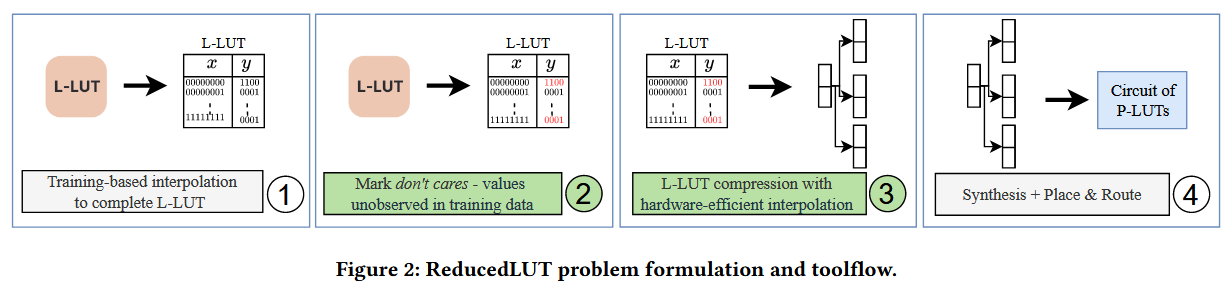 L-LUT
L-LUT
x y
00000000 1100
00000001 0001
11111111 0001
Training-based interpolation
to complete L-LUT
1
L-LUT
L-LUT
x y
00000000 1100
00000001 0001
11111111 0001
Mark don't cares - values
unobserved in training data
2
L-LUT
x y
00000000 1100
00000001 0001
11111111 0001
L-LUT compression with
hardware-efficient interpolation
3
Circuit of
P-LUTs
Synthesis + Place & Route
4
Figure 2: ReducedLUT problem formulation and toolflow.